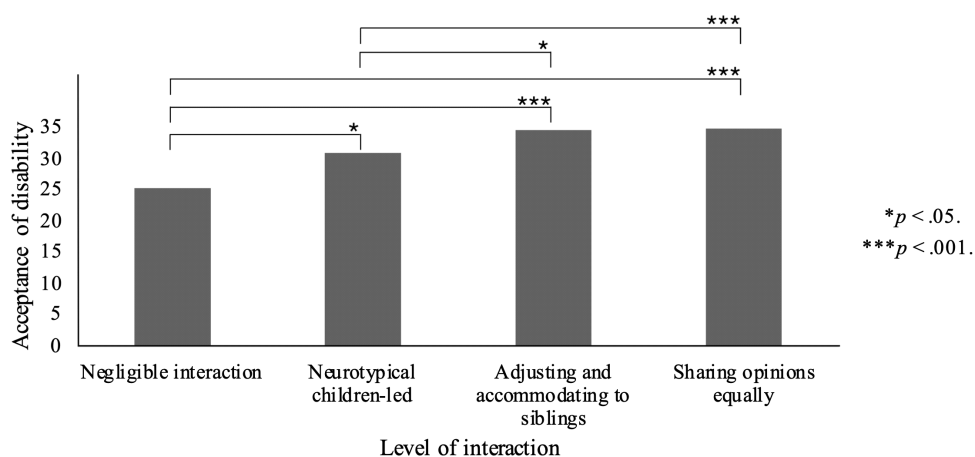 ***
*
***
***
*
Acceptance of disability
35
30
25
20
15
10
5
0
*p < .05.
***p < .001.
Negligible interaction
Neurotypical
children-led
Adjusting and
accommodating to
siblings
Sharing opinions
equally
Level of interaction